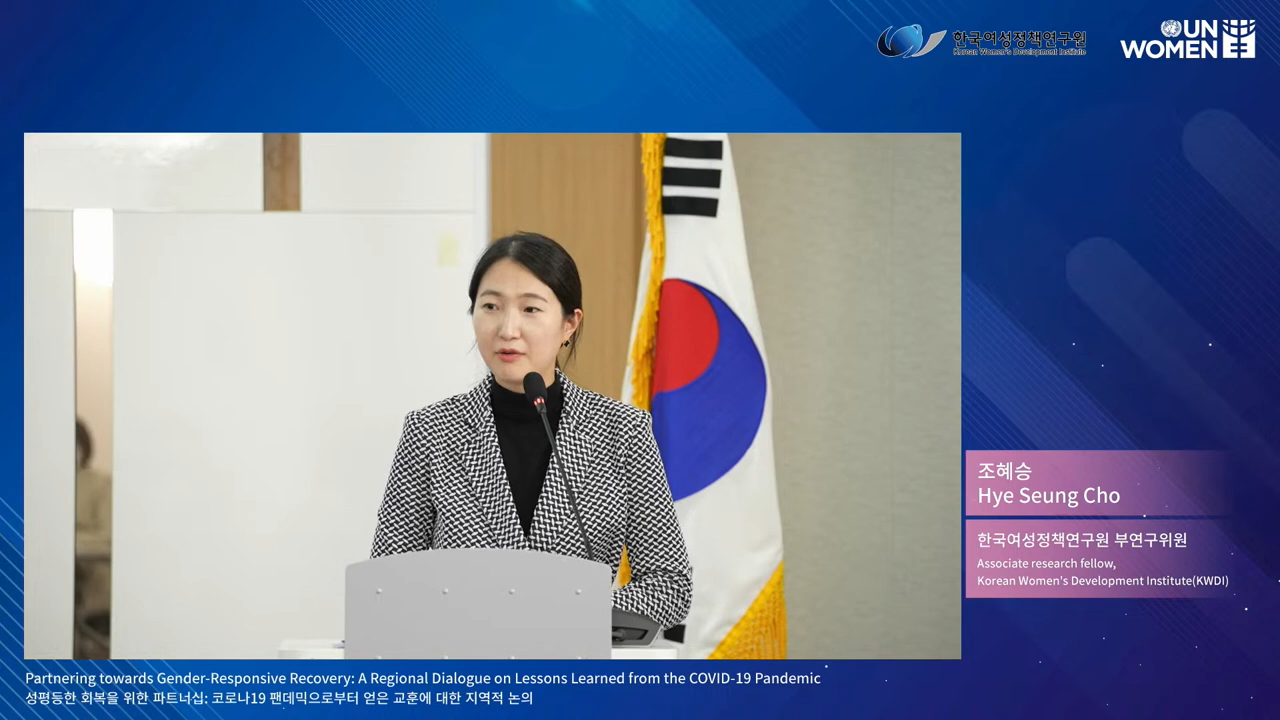 한국여성정책연구원
Korean Women's Development Institute
UN
WOMEN
조혜승
Hye Seung Cho
한국여성정책연구원 부연구위원
Associate research fellow,
Korean Women's Development Institute(KWDI)
Partnering towards Gender-Responsive Recovery: A Regional Dialogue on Lessons Learned from the COVID-19 Pandemic
성평등한 회복을 위한 파트너십: 코로나19 팬데믹으로부터 얻은 교훈에 대한 지역적 논의